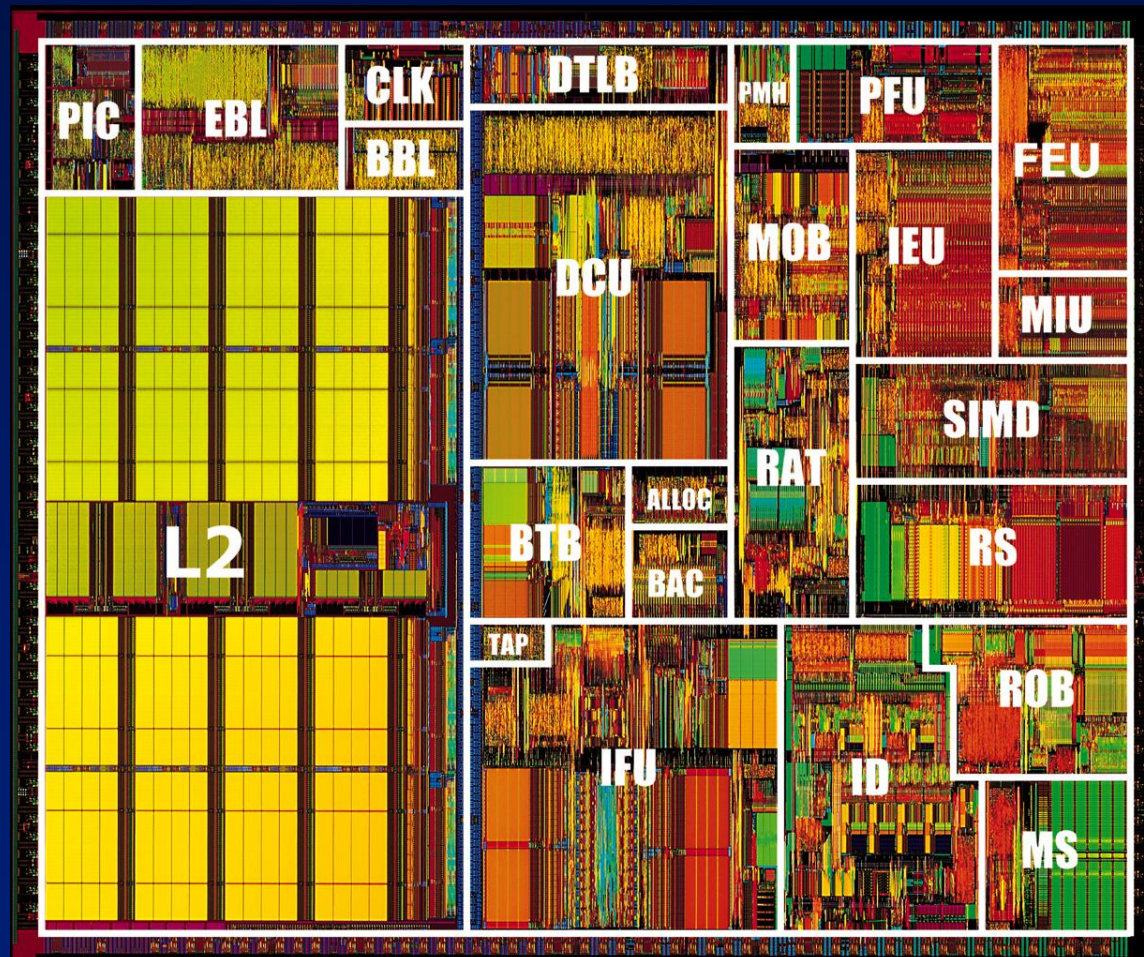 PIC
EBL
CLK
BBL
DTLB
PMH
PFU
FEU
DCU
MOB
IEU
MIU
L2
BTB
ALLOC
BAC
RAT
SIMD
RS
TAP
IFU
ID
ROB
MS